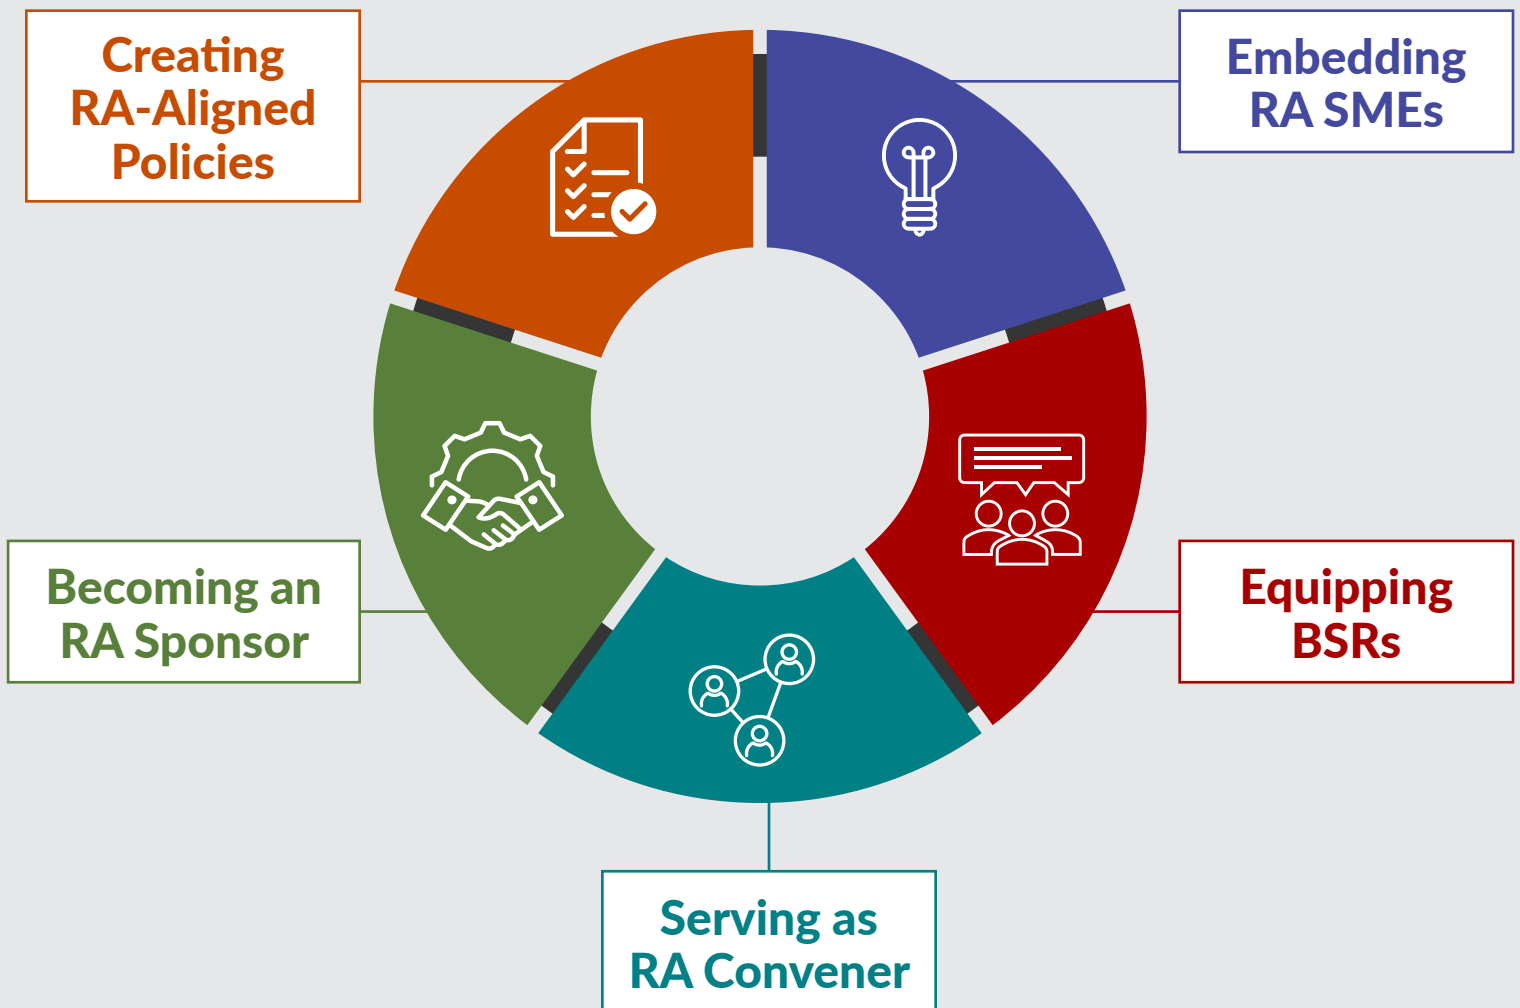 Creating
RA-Aligned
Policies
Embedding
RA SMEs
Becoming an
RA Sponsor
Equipping
BSRs
Serving as
RA Convener